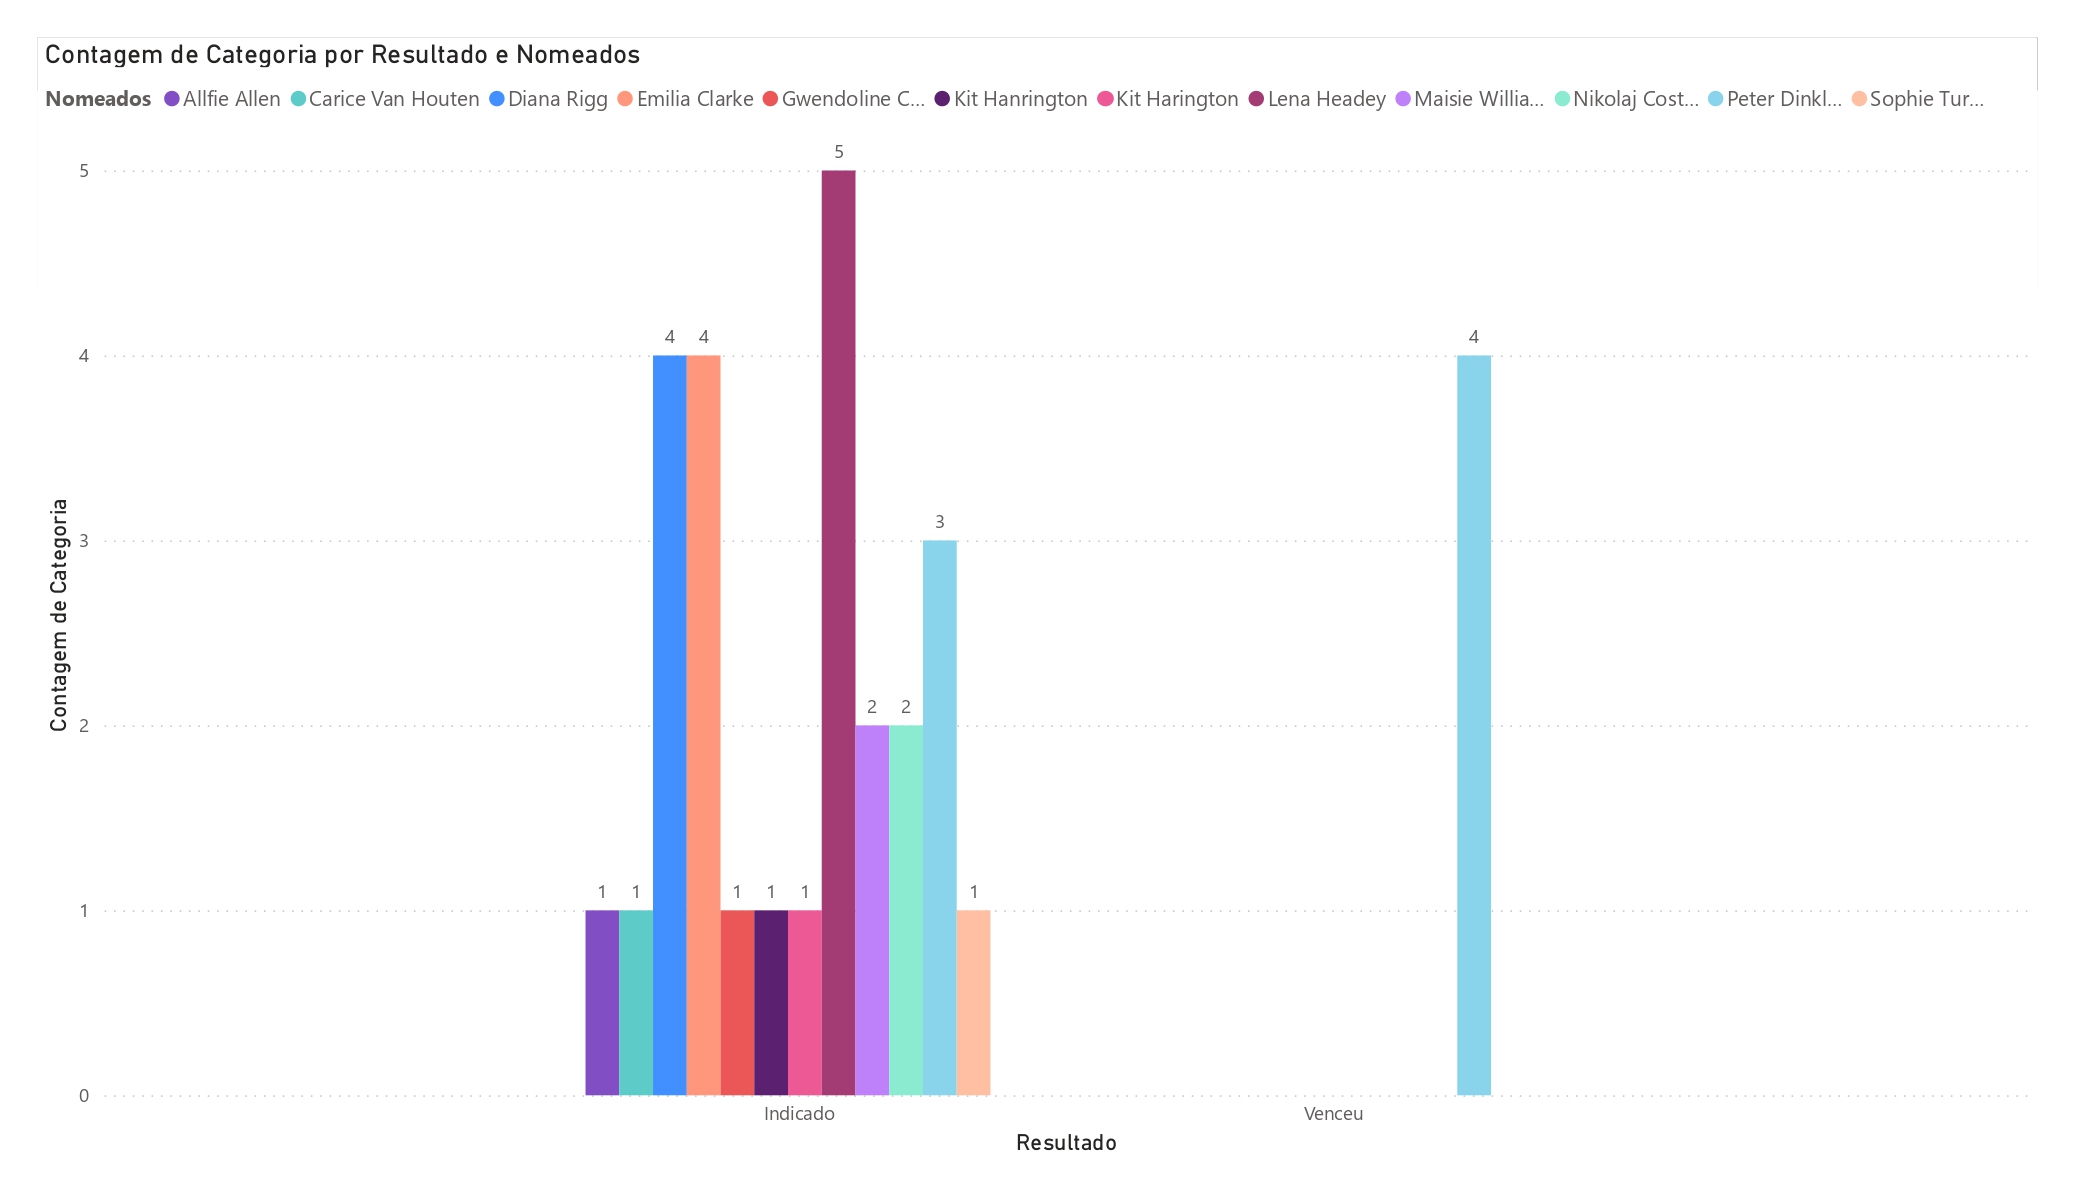 Contagem de Categoria por Resultado e Nomeados
Nomeados Allfie Allen Carice Van Houten Diana Rigg Emilia Clarke Gwendoline C... Kit Hanrington Kit Harington Lena Headey Maisie Willia... Nikolaj Cost... Peter Dinkl... Sophie Tur...
5
5
4 4
4
4
3
3
2 2
2
1 1 1 1 1 1
1
0
Contagem de Categoria
Indicado Venceu
Resultado